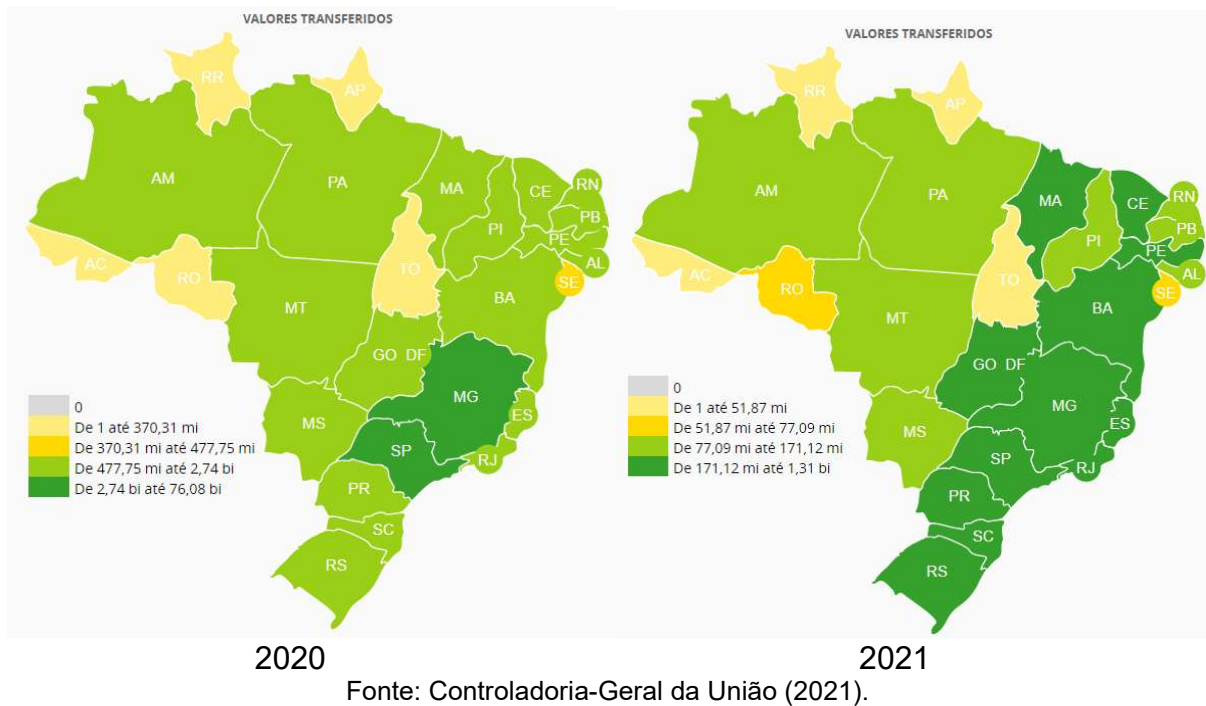 VALORES TRANSFERIDOS
RR
AP
AM
PA
MA
CE
RN
PB
PI
PE
AL
AC
RO
TO
SE
BA
MT
GO DF
MG
MS
ES
SP
RJ
PR
SC
RS
0
De 1 até 370,31 mi
De 370,31 mi até 477,75 mi
De 477,75 mi até 2,74 bi
De 2,74 bi até 76,08 bi
2020
VALORES TRANSFERIDOS
RR
AP
AM
PA
MA
CE
RN
PB
PI
PE
AL
AC
RO
TO
SE
BA
MT
GO DF
MG
MS
ES
SP
RJ
PR
SC
RS
0
De 1 até 51,87 mi
De 51,87 mi até 77,09 mi
De 77,09 mi até 171,12 mi
De 171,12 mi até 1,31 bi
2021
Fonte: Controladoria-Geral da União (2021).